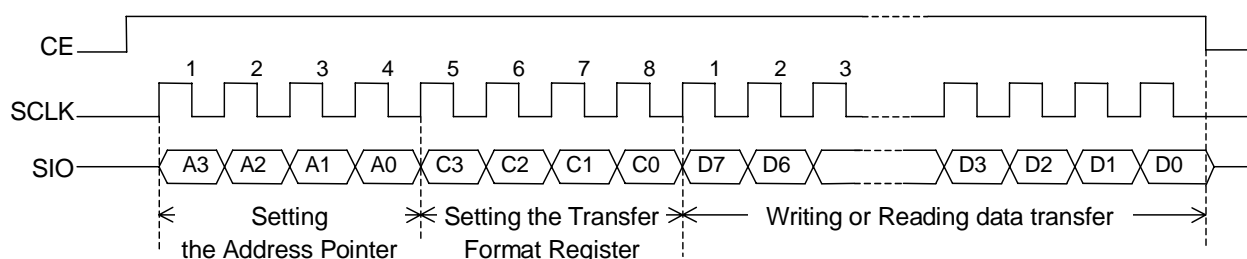 CE
1 2 3 4 5 6 7 8 1 2 3
SCLK
SIO A3 A2 A1 A0 C3 C2 C1 C0 D7 D6 D3 D2 D1 D0
Setting Setting the Transfer Writing or Reading data transfer
the Address Pointer Format Register